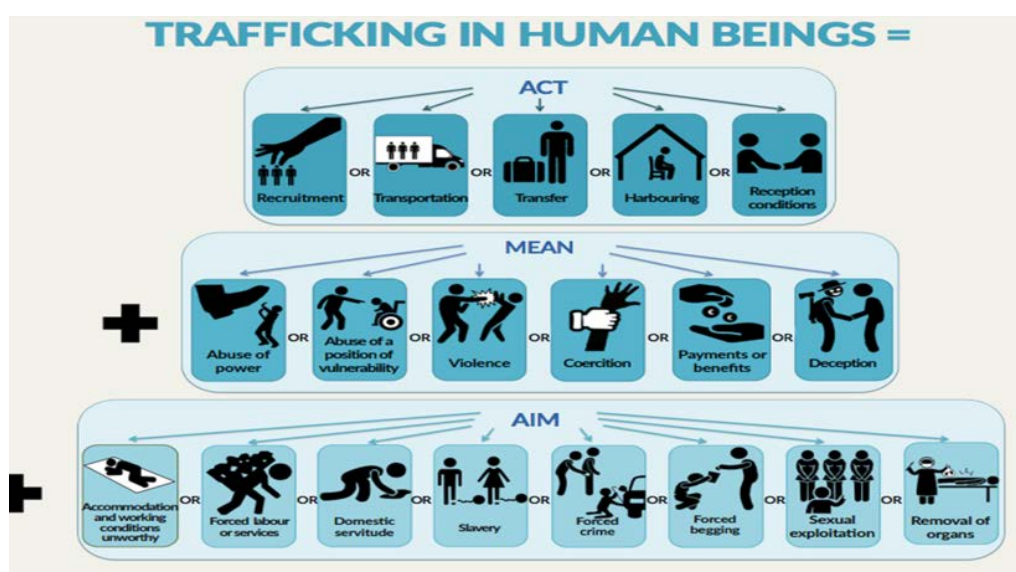 TRAFFICKING IN HUMAN BEINGS =
ACT
Recruitment
OR
Transportation
OR
Transfer
OR
Harbouring
OR
Reception
conditions
MEAN
Abuse of
power
OR
Abuse of a
position of
vulnerability
OR
Violence
OR
Coercition
OR
Payments or
benefits
OR
Deception
AIM
Accommodation
and working
conditions
unworthy
OR
Forced labour
or services
OR
Domestic
servitude
OR
Slavery
OR
Forced
crime
OR
Forced
begging
OR
Sexual
exploitation
OR
Removal of
organs